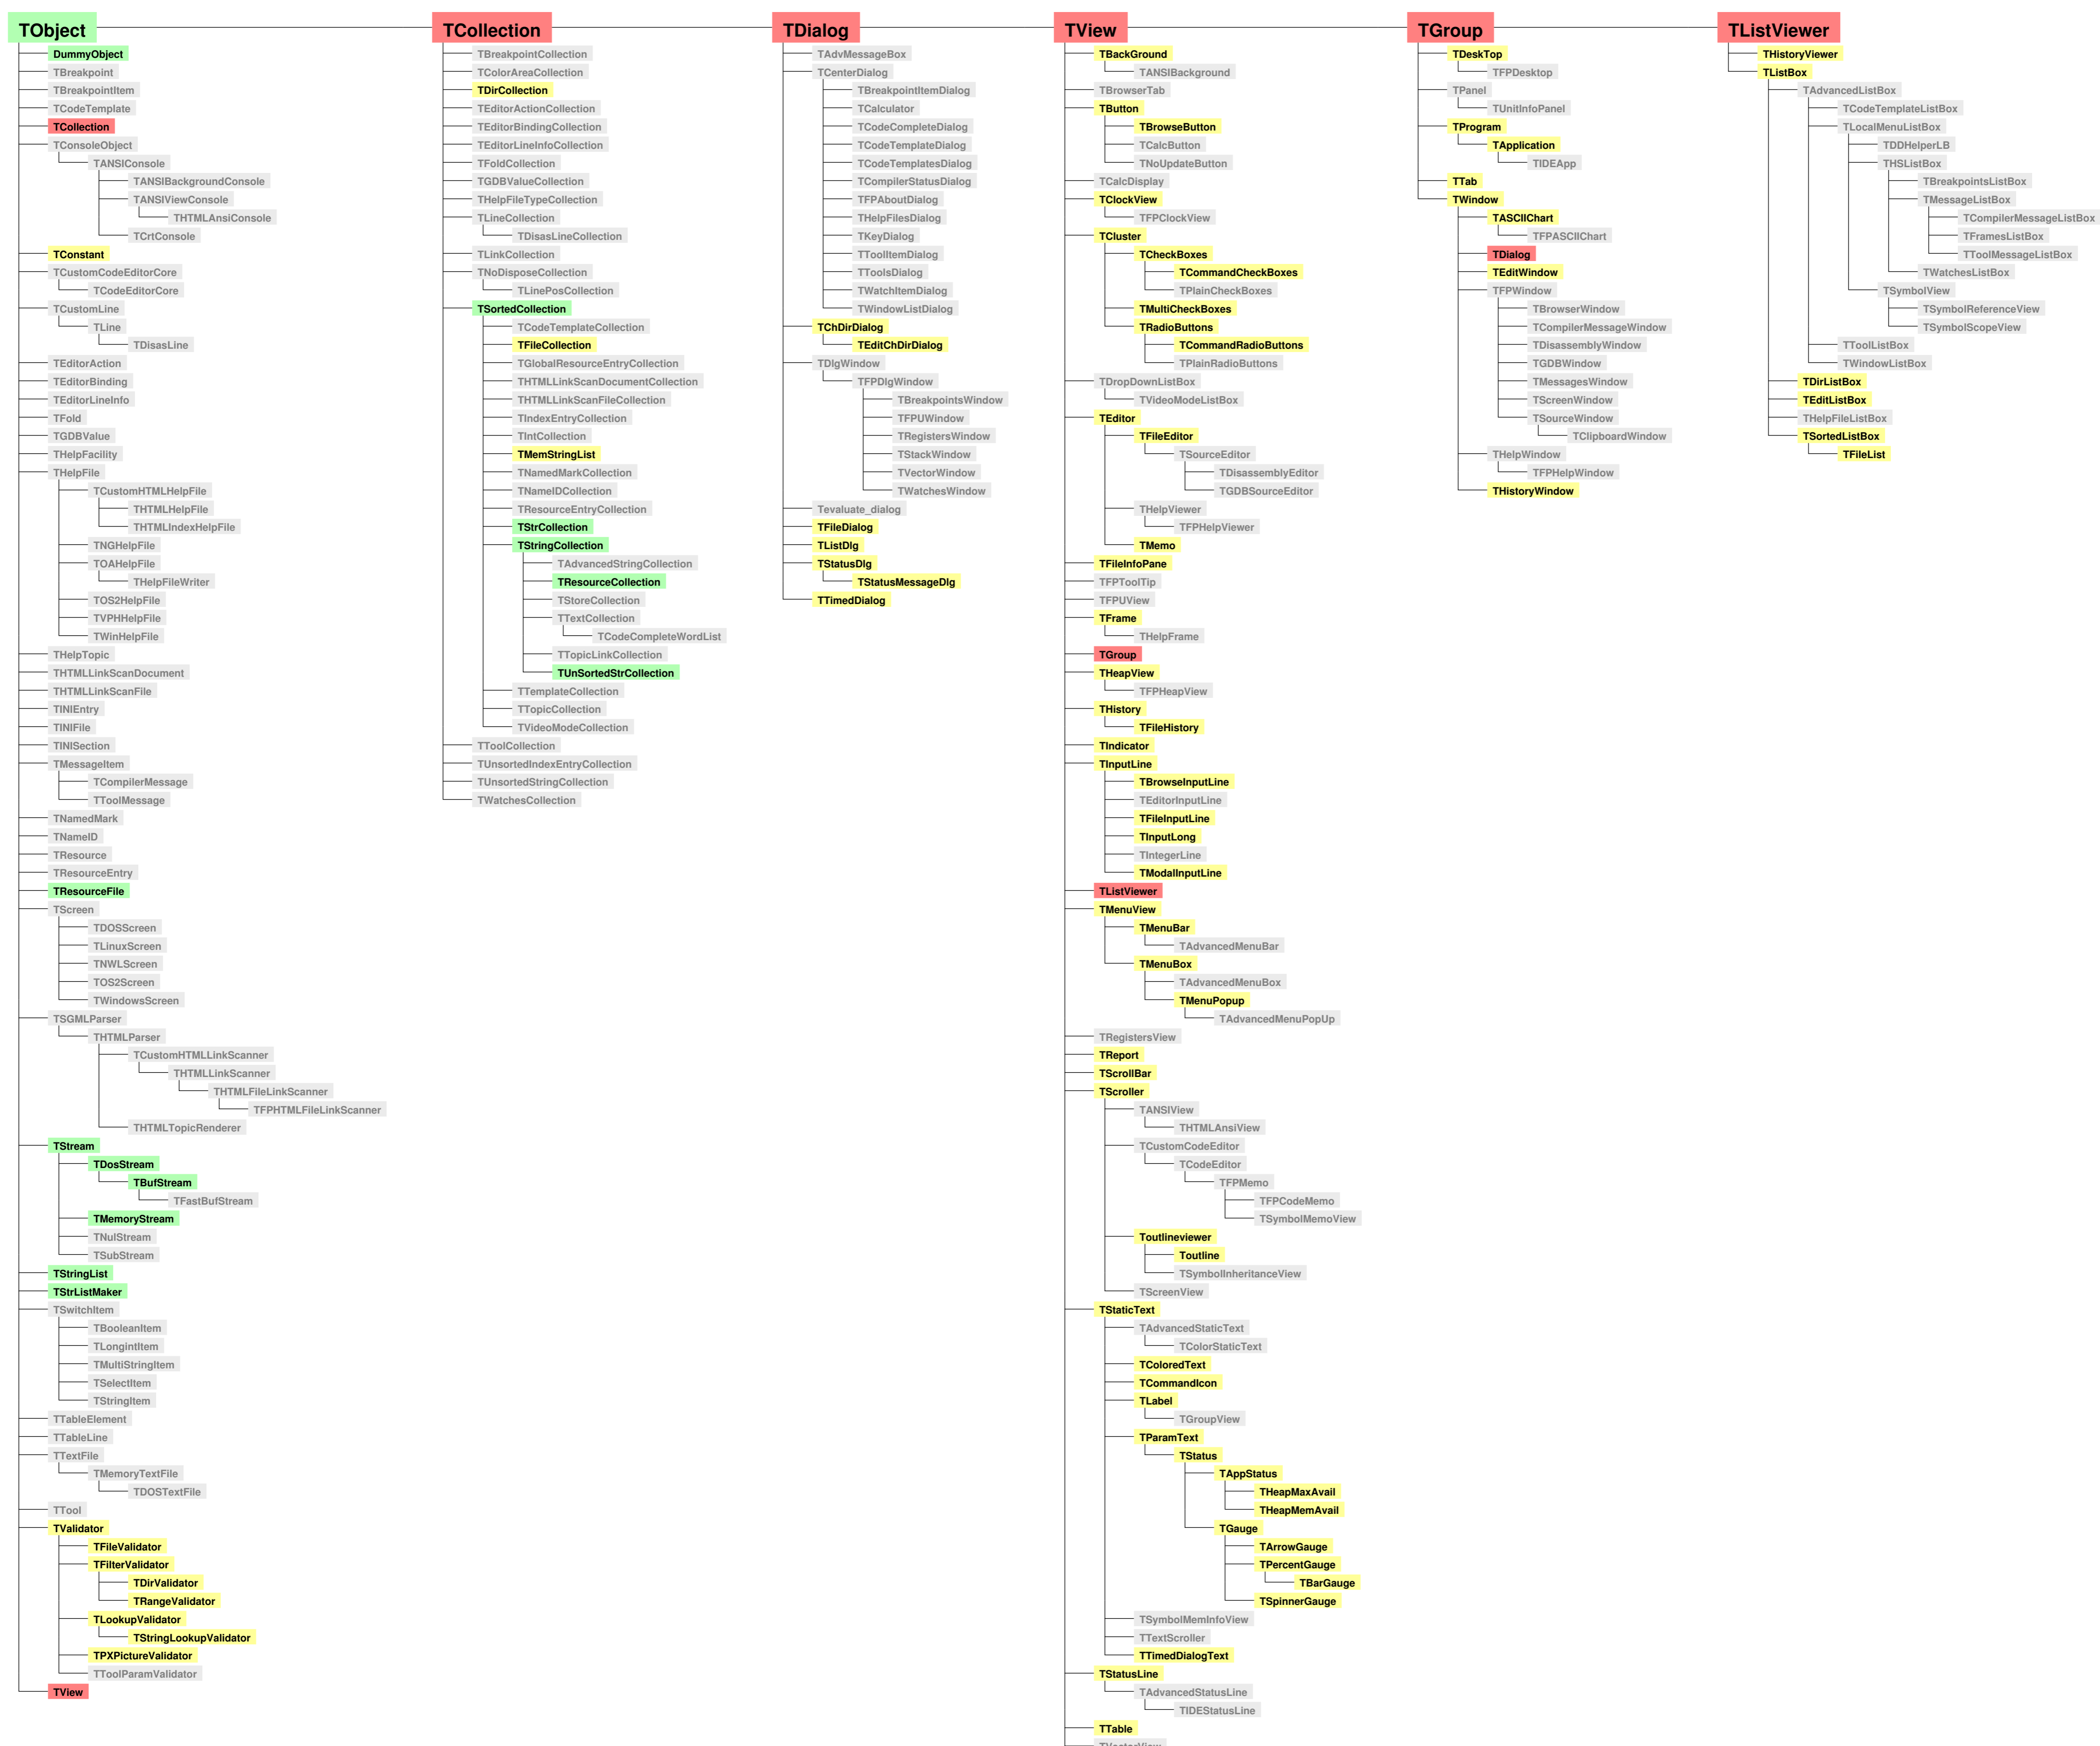 TObject
DummyObject
TBreakpoint
TBreakpointItem
TCodeTemplate
TCollection
TConsoleObject
TANSIConsole
TANSIBackgroundConsole
TANSIViewConsole
THTMLAnsiConsole
TCrtConsole
TConstant
TCustomCodeEditorCore
TCodeEditorCore
TCustomLine
TLine
TDisasLine
TEditorAction
TEditorBinding
TEditorLineInfo
TFold
TGDBValue
THelpFacility
THelpFile
TCustomHTMLHelpFile
THTMLHelpFile
THTMLIndexHelpFile
TNGHelpFile
TOAHelpFile
THelpFileWriter
TOS2HelpFile
TVPHHelpFile
TWinHelpFile
THelpTopic
THTMLLinkScanDocument
THTMLLinkScanFile
TINIEntry
TINIFile
TINISection
TMessageItem
TCompilerMessage
TToolMessage
TNamedMark
TNameID
TResource
TResourceEntry
TResourceFile
TScreen
TDOSScreen
TLinuxScreen
TNWLScreen
TOS2Screen
TWindowsScreen
TSGMLParser
THTMLParser
TCustomHTMLLinkScanner
THTMLLinkScanner
THTMLFileLinkScanner
TFPHTMLFileLinkScanner
THTMLTopicRenderer
TStream
TDosStream
TBufStream
TFastBufStream
TMemoryStream
TNulStream
TSubStream
TStringList
TStrListMaker
TSwitchItem
TBooleanItem
TLongintItem
TMultiStringItem
TSelectItem
TStringItem
TTableElement
TTableLine
TTextFile
TMemoryTextFile
TDOSTextFile
TTool
TValidator
TFileValidator
TFilterValidator
TDirValidator
TRangeValidator
TLookupValidator
TStringLookupValidator
TPXPictureValidator
TToolParamValidator
TView
TCollection
TBreakpointCollection
TColorAreaCollection
TDirCollection
TEditorActionCollection
TEditorBindingCollection
TEditorLineInfoCollection
TFoldCollection
TGDBValueCollection
THelpFileTypeCollection
TLineCollection
TDisasLineCollection
TLinkCollection
TNoDisposeCollection
TLinePosCollection
TSortedCollection
TCodeTemplateCollection
TFileCollection
TGlobalResourceEntryCollection
THTMLLinkScanDocumentCollection
THTMLLinkScanFileCollection
TIndexEntryCollection
TIntCollection
TMemStringList
TNamedMarkCollection
TNameIDCollection
TResourceEntryCollection
TStrCollection
TStringCollection
TAdvancedStringCollection
TResourceCollection
TStoreCollection
TTextCollection
TCodeCompleteWordList
TTopicLinkCollection
TUnSortedStrCollection
TTemplateCollection
TTopicCollection
TVideoModeCollection
TToolCollection
TUnsortedIndexEntryCollection
TUnsortedStringCollection
TWatchesCollection
TDialog
TAdvMessageBox
TCenterDialog
TBreakpointItemDialog
TCalculator
TCodeCompleteDialog
TCodeTemplateDialog
TCodeTemplatesDialog
TCompilerStatusDialog
TFPAboutDialog
THelpFilesDialog
TKeyDialog
TToolItemDialog
TToolsDialog
TWatchItemDialog
TWindowListDialog
TChDirDialog
TEditChDirDialog
TDlgWindow
TFPDlgWindow
TBreakpointsWindow
TFPUWindow
TRegistersWindow
TStackWindow
TVectorWindow
TWatchesWindow
Tevaluate_dialog
TFileDialog
TListDlg
TStatusDlg
TStatusMessageDlg
TTimedDialog
TView
TBackGround
TANSIBackground
TBrowserTab
TButton
TBrowseButton
TCalcButton
TNoUpdateButton
TCalcDisplay
TClockView
TFPClockView
TCluster
TCheckBoxes
TCommandCheckBoxes
TPlainCheckBoxes
TMultiCheckBoxes
TRadioButtons
TCommandRadioButtons
TPlainRadioButtons
TDropDownListBox
TVideoModeListBox
TEditor
TFileEditor
TSourceEditor
TDisassemblyEditor
TGDBSourceEditor
THelpViewer
TFPHelpViewer
TMemo
TFileInfoPane
TFPToolTip
TFPUView
TFrame
THelpFrame
TGroup
THeapView
TFPHeapView
THistory
TFileHistory
TIndicator
TInputLine
TBrowseInputLine
TEditorInputLine
TFileInputLine
TInputLong
TIntegerLine
TModalInputLine
TListViewer
TMenuView
TMenuBar
TAdvancedMenuBar
TMenuBox
TAdvancedMenuBox
TMenuPopup
TAdvancedMenuPopUp
TRegistersView
TReport
TScrollBar
TScroller
TANSIView
THTMLAnsiView
TCustomCodeEditor
TCodeEditor
TFPMemo
TFPCodeMemo
TSymbolMemoView
Toutlineviewer
Toutline
TSymbolInheritanceView
TScreenView
TStaticText
TAdvancedStaticText
TColorStaticText
TColoredText
TCommandIcon
TLabel
TGroupView
TParamText
TStatus
TAppStatus
THeapMaxAvail
THeapMemAvail
TGauge
TArrowGauge
TPercentGauge
TBarGauge
TSpinnerGauge
TSymbolMemInfoView
TTextScroller
TTimedDialogText
TStatusLine
TAdvancedStatusLine
TIDEStatusLine
TTable
TVectorView
TGroup
TDeskTop
TFPDesktop
TPanel
TUnitInfoPanel
TProgram
TApplication
TIDEApp
TTab
TWindow
TASCIIChart
TFPASCIIChart
TDialog
TEditWindow
TFPWindow
TBrowserWindow
TCompilerMessageWindow
TDisassemblyWindow
TGDBWindow
TMessagesWindow
TScreenWindow
TSourceWindow
TClipboardWindow
THelpWindow
TFPHelpWindow
THistoryWindow
TListViewer
THistoryViewer
TListBox
TAdvancedListBox
TCodeTemplateListBox
TLocalMenuListBox
TDDHelperLB
THSListBox
TBreakpointsListBox
TMessageListBox
TCompilerMessageListBox
TFramesListBox
TToolMessageListBox
TWatchesListBox
TSymbolView
TSymbolReferenceView
TSymbolScopeView
TToolListBox
TWindowListBox
TDirListBox
TEditListBox
THelpFileListBox
TSortedListBox
TFileList